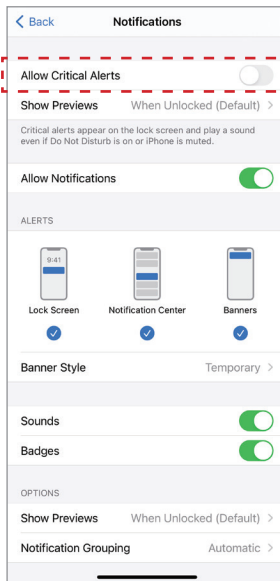 Back Notifications
Allow Critical Alerts
Show Previews When Unlocked (Default)
Critical alerts appear on the lock screen and play a sound
even if Do Not Disturb is on or iPhone is muted.
Allow Notifications
ALERTS
9:41
Lock Screen Notification Center Banners
Banner Style Temporary
Sounds
Badges
OPTIONS
Show Previews When Unlocked (Default)
Notification Grouping Automatic